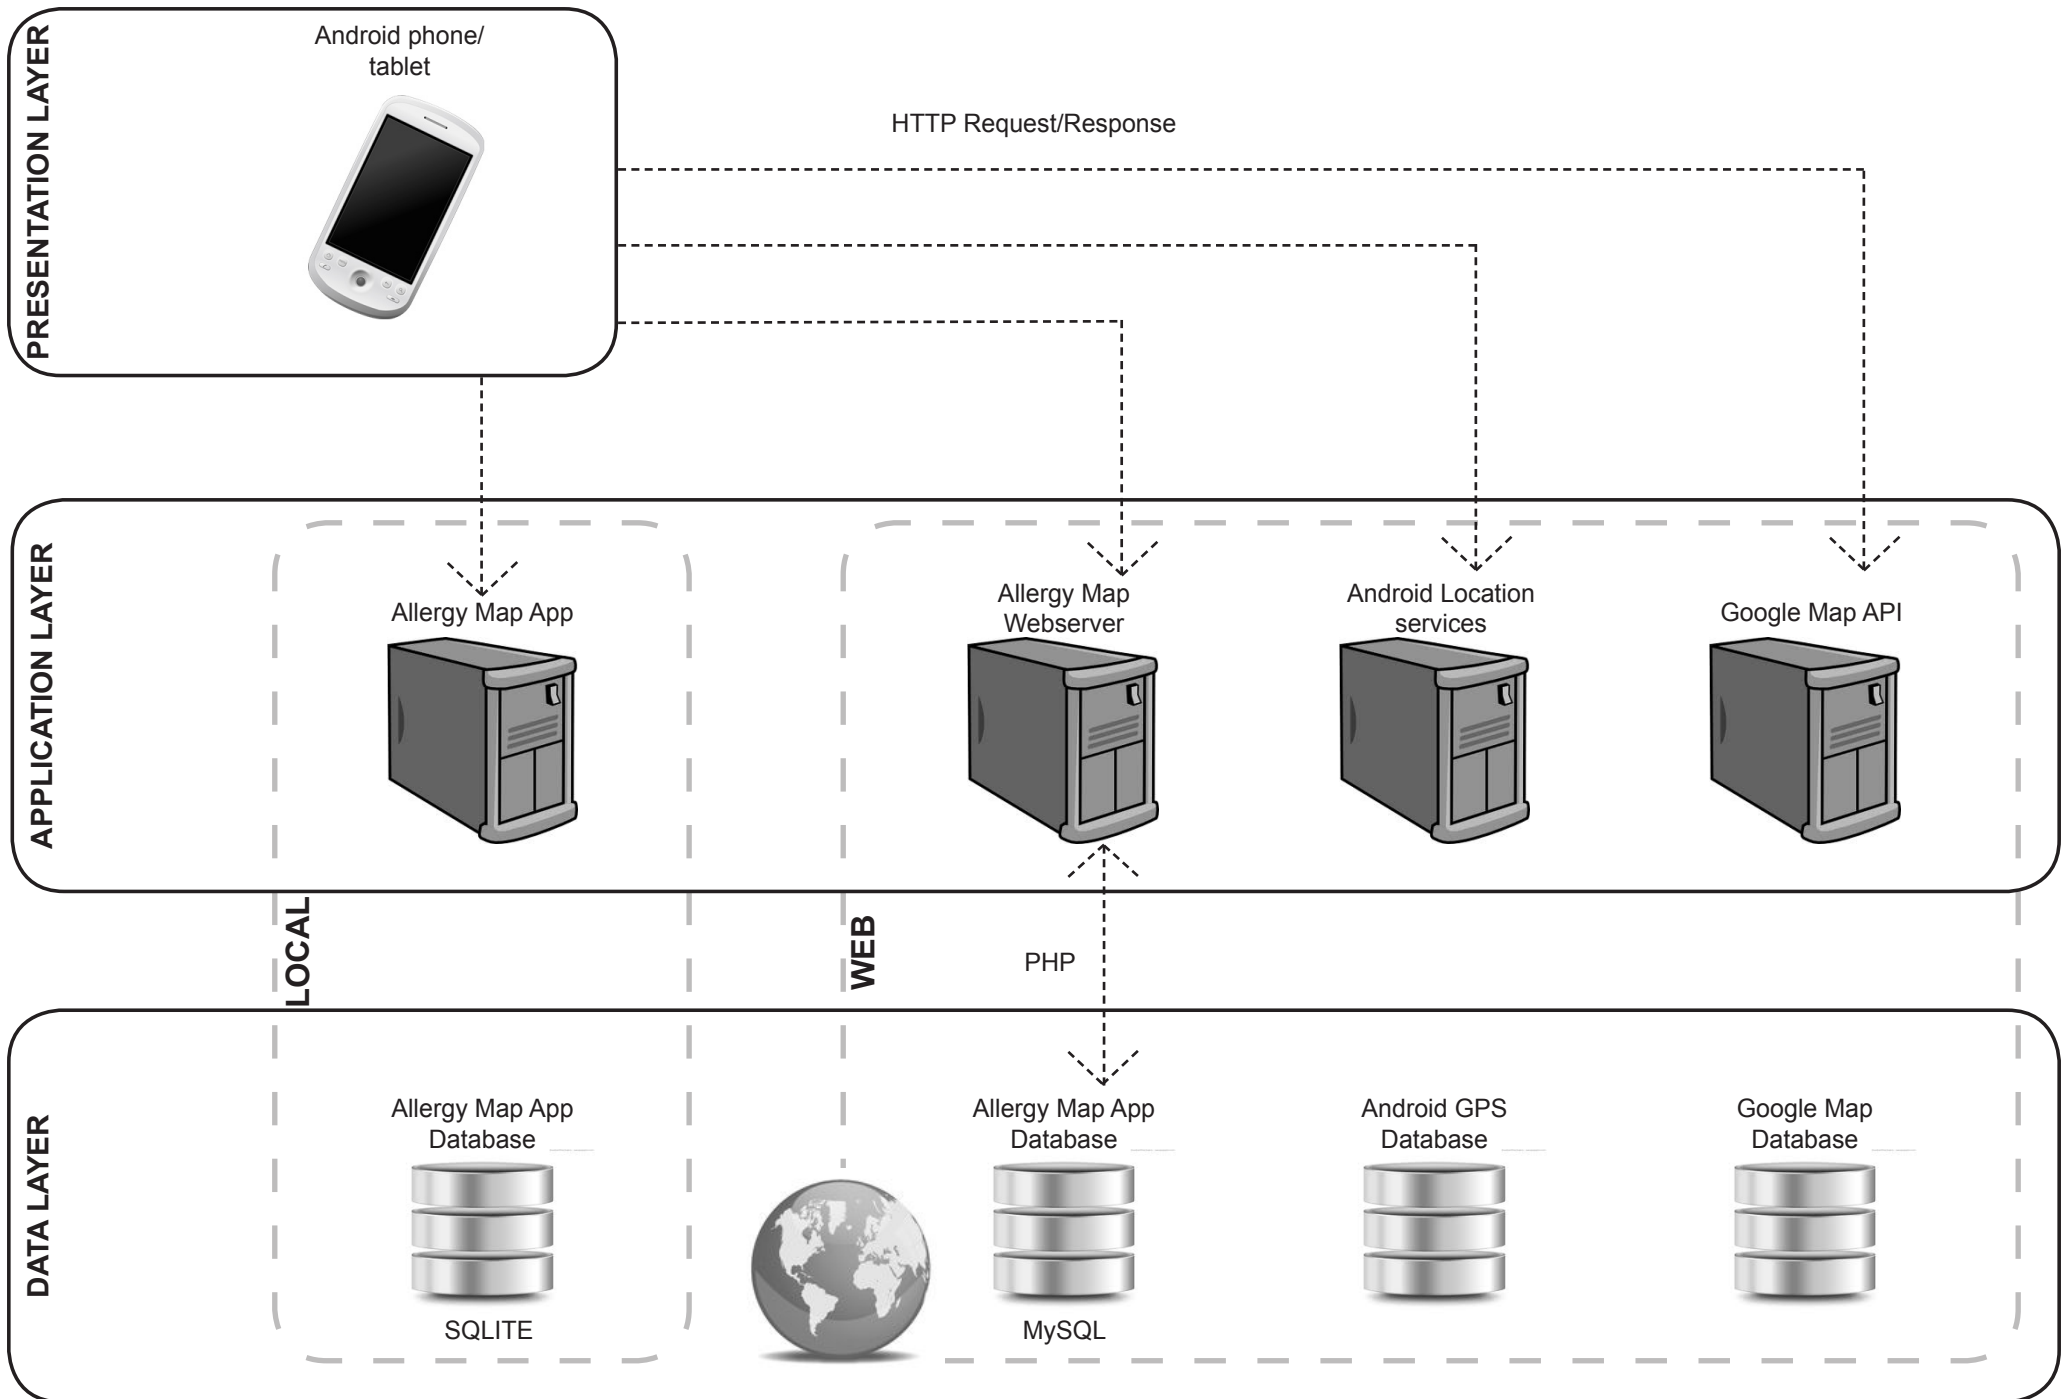 PRESENTATION LAYER
Android phone/
tablet
HTTP Request/Response
APPLICATION LAYER
Allergy Map App
Allergy Map
Webserver
Android Location
services
Google Map API
LOCAL
WEB
PHP
DATA LAYER
Allergy Map App
Database
SQLITE
Allergy Map App
Database
MySQL
Android GPS
Database
Google Map
Database